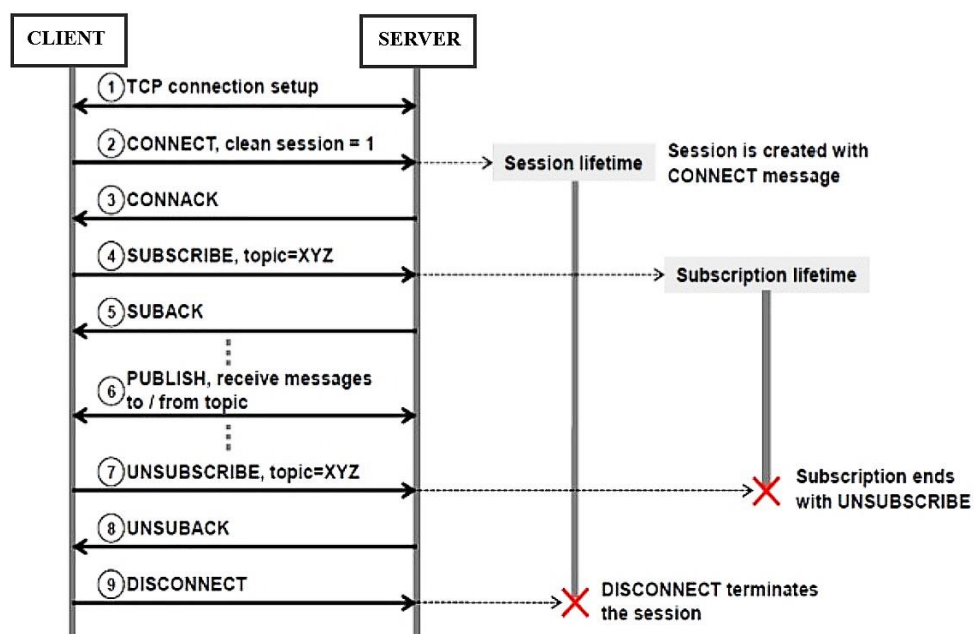 CLIENT
SERVER
1 TCP connection setup
2 CONNECT, clean session = 1
Session lifetime
Session is created with
CONNECT message
3 CONNACK
4 SUBSCRIBE, topic=XYZ
Subscription lifetime
5 SUBACK
6 PUBLISH, receive messages
to / from topic
7 UNSUBSCRIBE, topic=XYZ
Subscription ends
with UNSUBSCRIBE
8 UNSUBACK
9 DISCONNECT
DISCONNECT terminates
the session